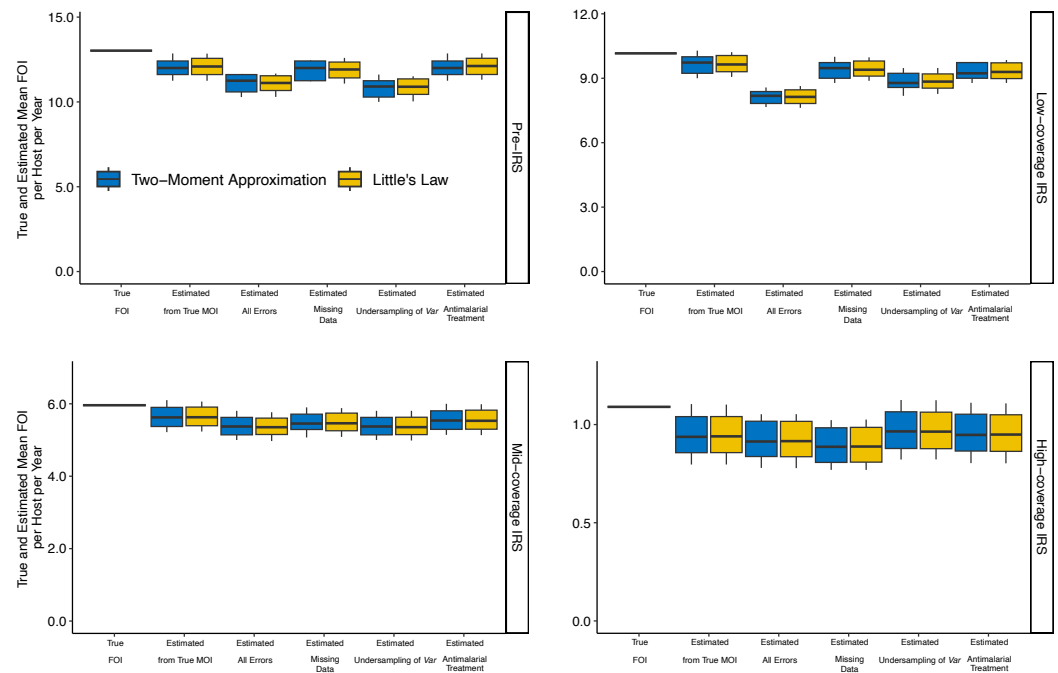 True and Estimated Mean FOI
per Host per Year
15.0
10.0
5.0
0.0
Two−Moment Approximation
Little's Law
True
FOI
Estimated
from True MOI
Estimated
All Errors
Estimated
Missing
Data
Estimated
Undersampling of Var
Estimated
Antimalarial
Treatment
Pre−IRS
12.0
9.0
6.0
3.0
0.0
True
FOI
Estimated
from True MOI
Estimated
All Errors
Estimated
Missing
Data
Estimated
Undersampling of Var
Estimated
Antimalarial
Treatment
Low−coverage IRS
True and Estimated Mean FOI
per Host per Year
6.0
4.0
2.0
0.0
True
FOI
Estimated
from True MOI
Estimated
All Errors
Estimated
Missing
Data
Estimated
Undersampling of Var
Estimated
Antimalarial
Treatment
Mid−coverage IRS
1.0
0.5
0.0
True
FOI
Estimated
from True MOI
Estimated
All Errors
Estimated
Missing
Data
Estimated
Undersampling of Var
Estimated
Antimalarial
Treatment
High−coverage IRS